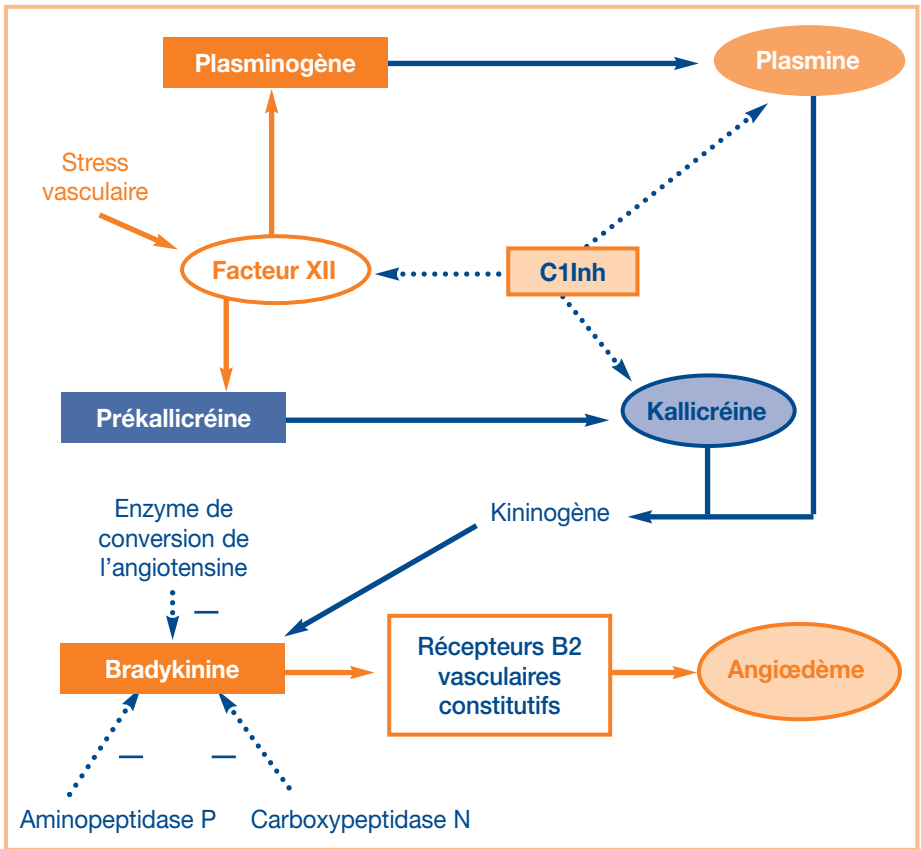 Plasminogène
Plasmine
Stress
vasculaire
Facteur XII
C1Inh
Prékallicréine
Kallicréine
Enzyme de
conversion de
l’angiotensine
Kininogène
—
Bradykinine
Récepteurs B2
vasculaires
constitutifs
Angiœdème
— —
Aminopeptidase P
Carboxypeptidase N